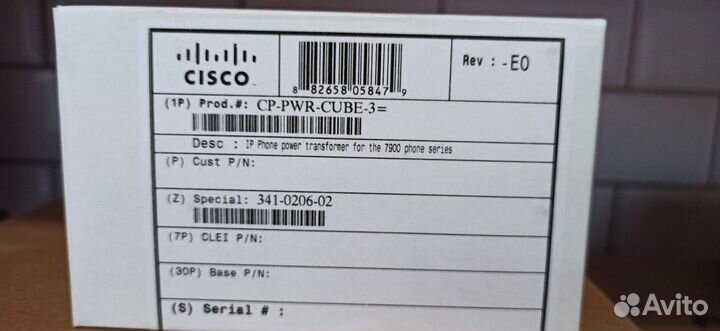 CISCO
8 82658 05847 9
Rev : -E0
(1P) Prod.#: CP-PWR-CUBE-3=
Desc : IP Phone power transformer for the 7900 phone series
(P) Cust P/N:
(Z) Special: 341-0206-02
(7P) CLEI P/N:
(30P) Base P/N:
(S) Serial # :
Avito